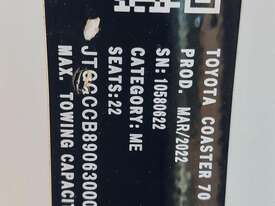 TOYOTA COASTER 70
PROD. MAR/2022
SN: 10580622
CATEGORY: ME
SEATS:22
MAX. TOWING CAPACI